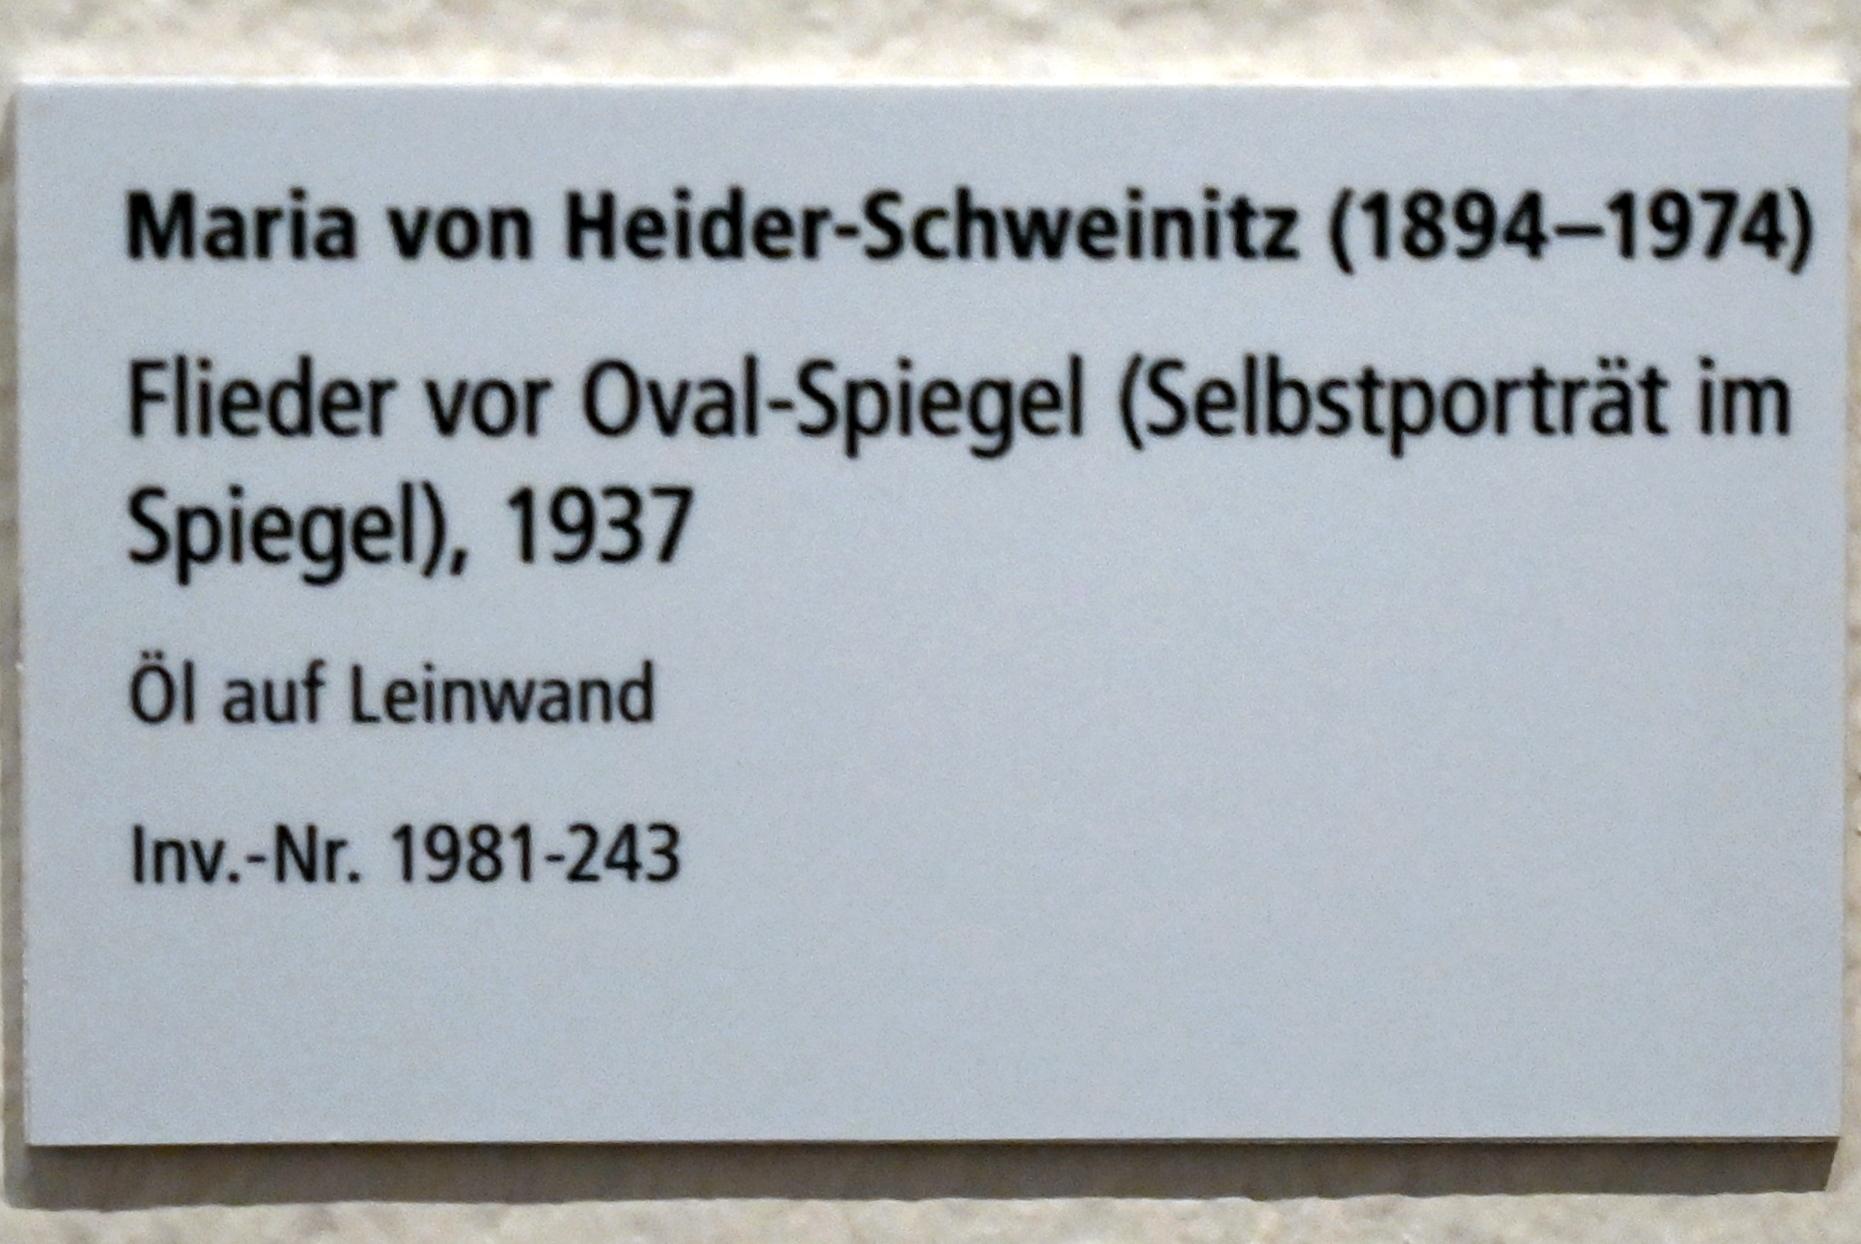 Maria von Heider-Schweinitz (1894–1974)
Flieder vor Oval-Spiegel (Selbstporträt im
Spiegel), 1937
Öl auf Leinwand
Inv.-Nr. 1981-243